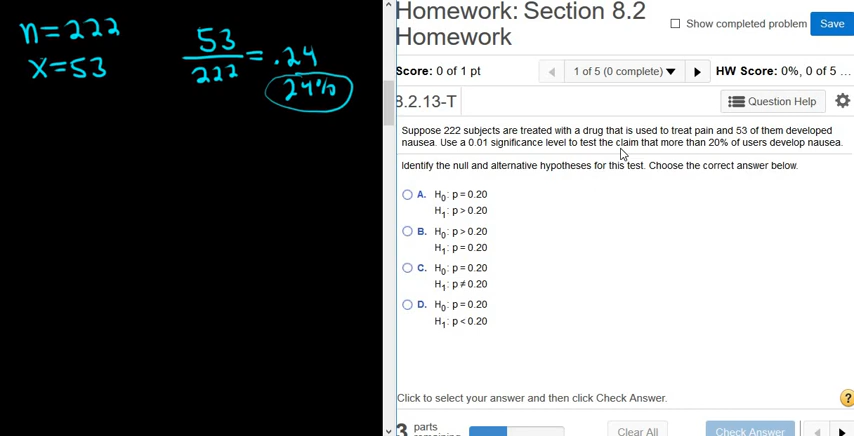 n=222
x=53
53
222
= .24
24%
Homework: Section 8.2
Homework
Show completed problem
Save
Score: 0 of 1 pt
1 of 5 (0 complete)
HW Score: 0%, 0 of 5 ...
8.2.13-T
Question Help
Suppose 222 subjects are treated with a drug that is used to treat pain and 53 of them developed
nausea. Use a 0.01 significance level to test the claim that more than 20% of users develop nausea.
Identify the null and alternative hypotheses for this test. Choose the correct answer below.
A. H0: p = 0.20
H1: p > 0.20
B. H0: p > 0.20
H1: p = 0.20
C. H0: p = 0.20
H1: p ≠ 0.20
D. H0: p = 0.20
H1: p < 0.20
Click to select your answer and then click Check Answer.
?
3 parts
remaining
Clear All
Check Answer